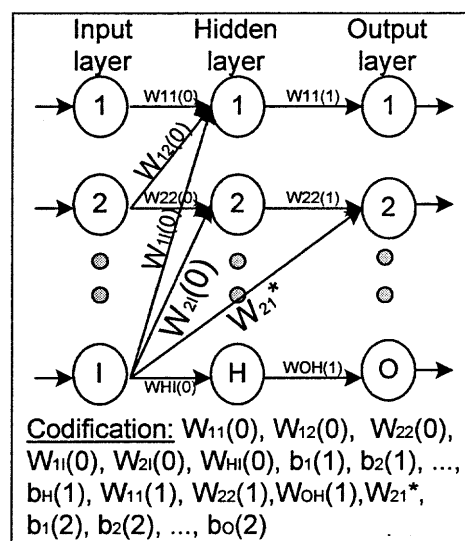 Input Hidden Output
layer layer layer
1 W11(0) 1 W11(1) 1
W12(0)
2 W22(0) 2 W22(1) 2
W1I(0)
W2I(0)
W21*
I WHI(0) H WOH(1) O
Codification: W11(0), W12(0), W22(0),
W1I(0), W2I(0), WHI(0), b1(1), b2(1), ...,
bH(1), W11(1), W22(1),WOH(1),W21*,
b1(2), b2(2), ..., bO(2)